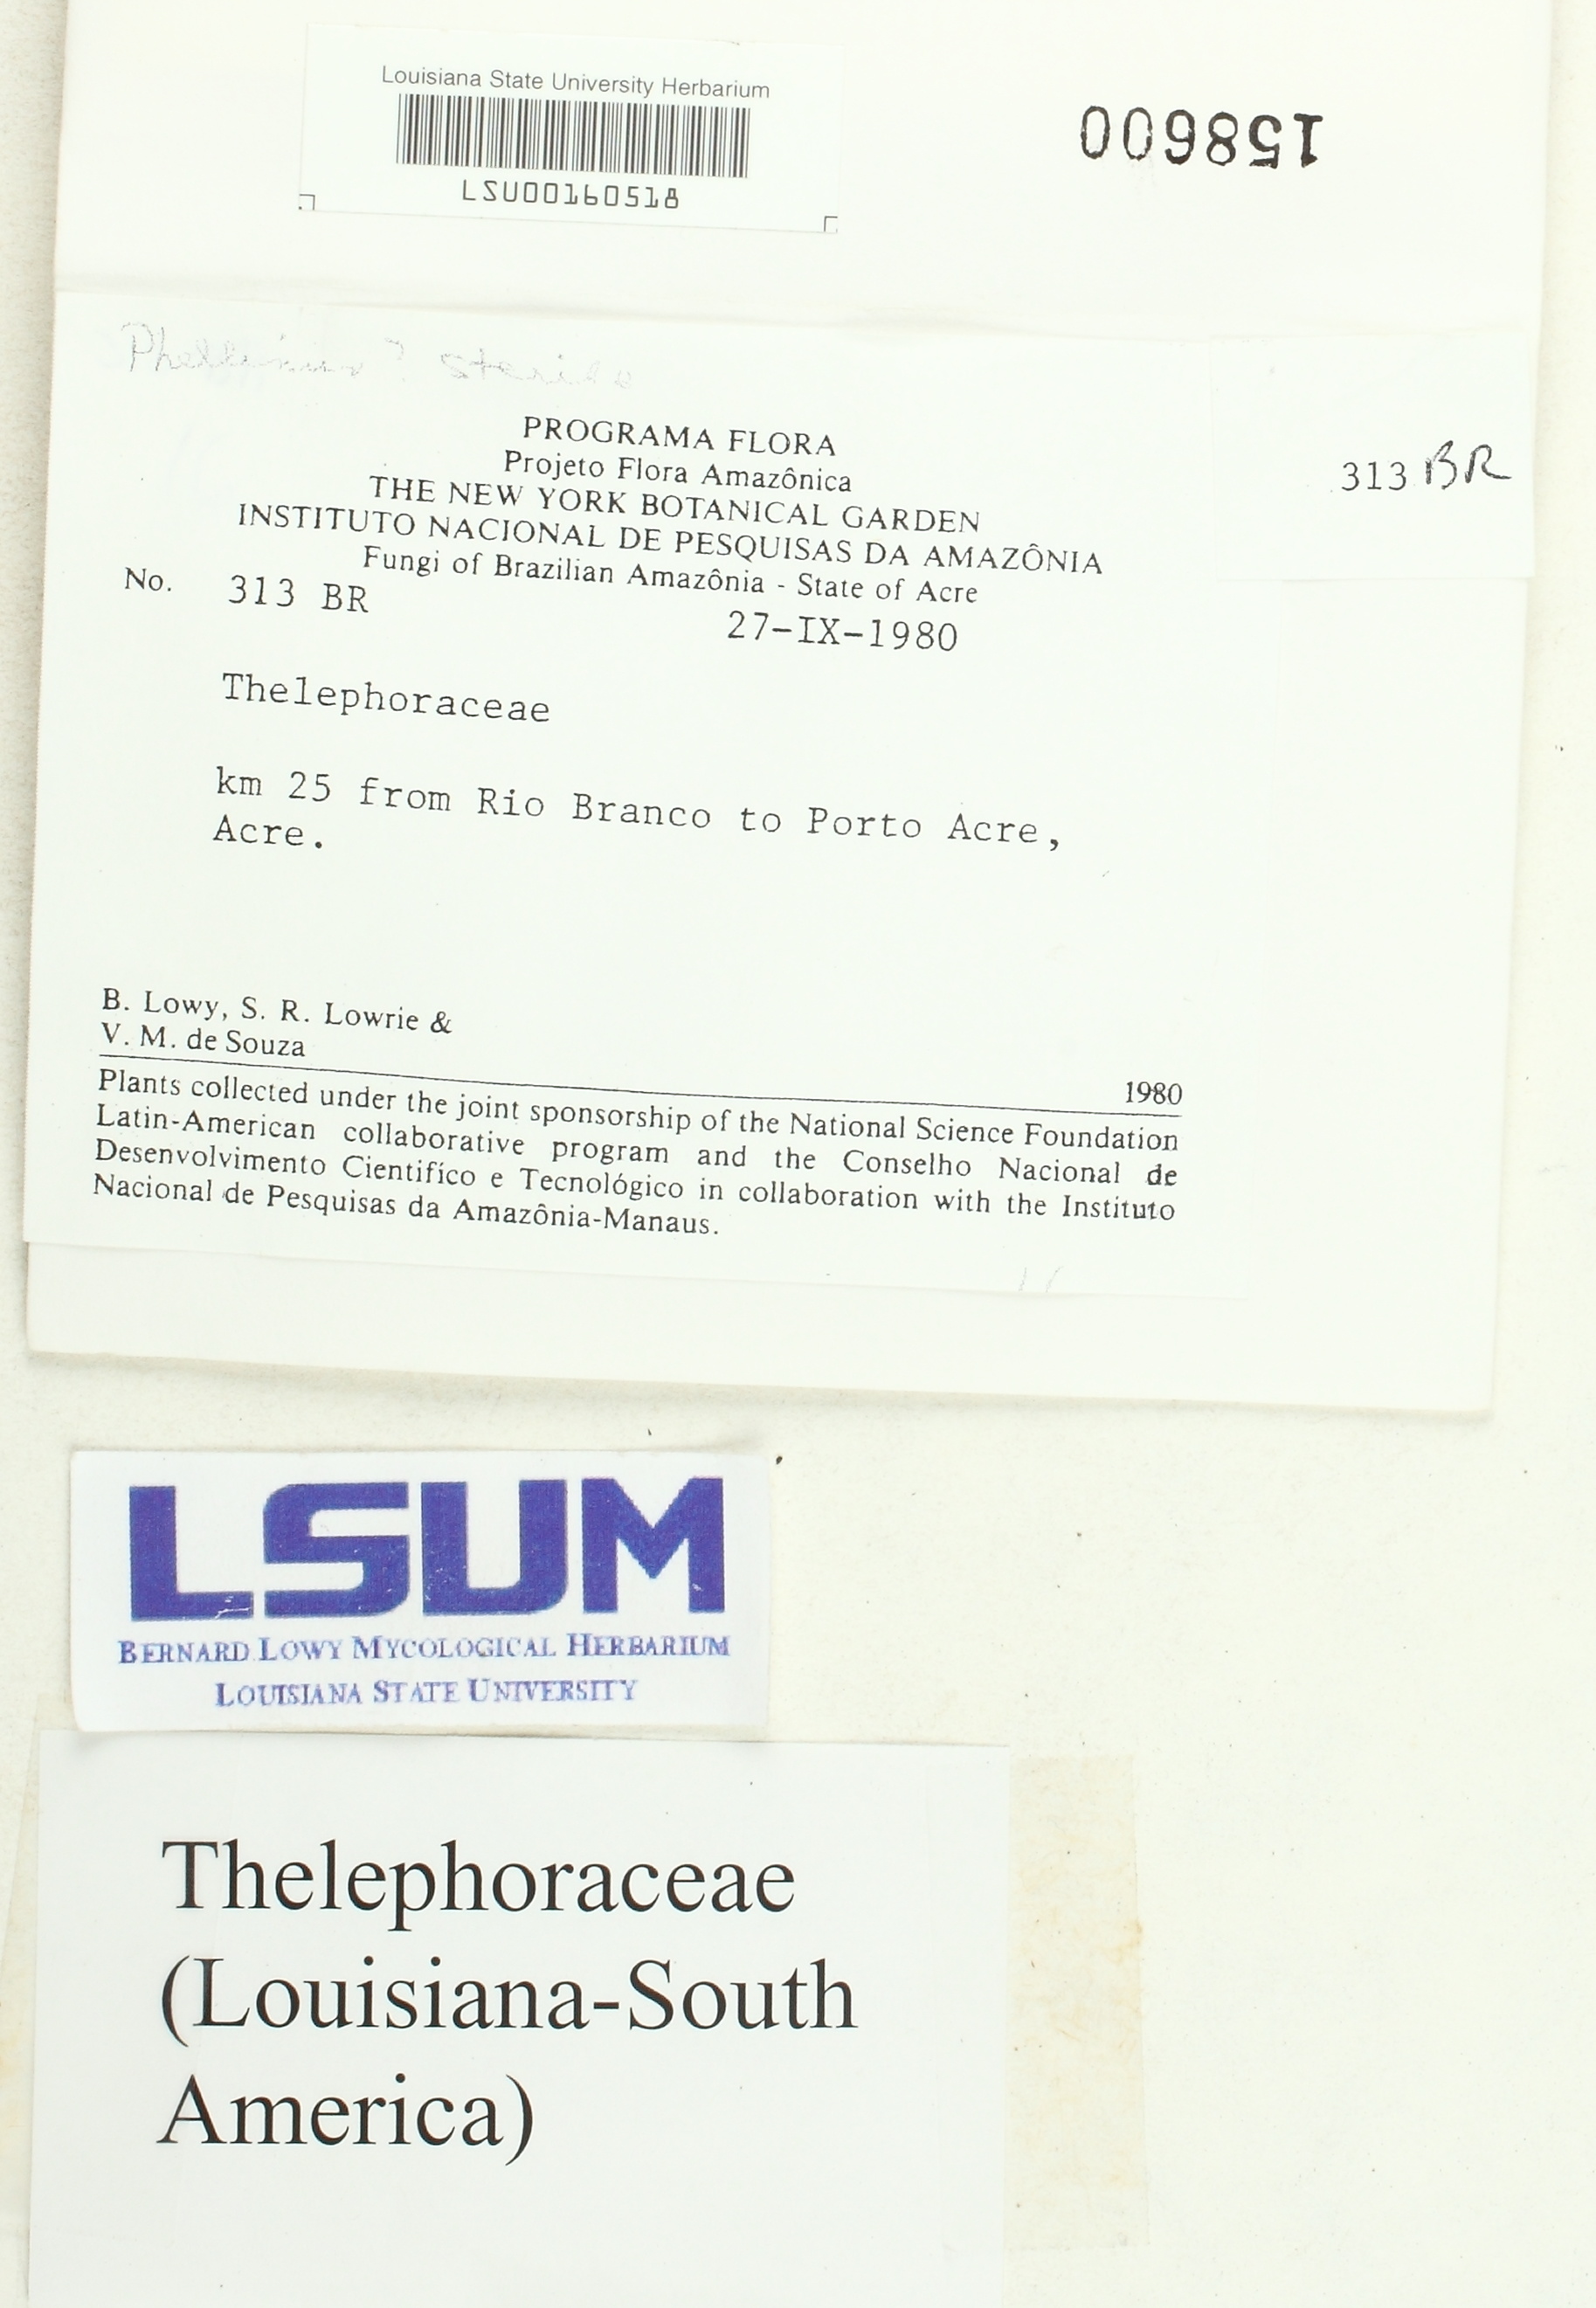 Louisiana State University Herbarium
LSU00160518
158600
Phellinus? sterile
PROGRAMA FLORA
Projeto Flora Amazônica
THE NEW YORK BOTANICAL GARDEN
INSTITUTO NACIONAL DE PESQUISAS DA AMAZÔNIA
Fungi of Brazilian Amazônia - State of Acre
313 BR
No. 313 BR
27-IX-1980
Thelephoraceae
km 25 from Rio Branco to Porto Acre,
Acre.
B. Lowy, S. R. Lowrie &
V. M. de Souza
1980
Plants collected under the joint sponsorship of the National Science Foundation
Latin-American collaborative program and the Conselho Nacional de
Desenvolvimento Cientifíco e Tecnológico in collaboration with the Instituto
Nacional de Pesquisas da Amazônia-Manaus.
LSUM
BERNARD LOWY MYCOLOGICAL HERBARIUM
LOUISIANA STATE UNIVERSITY
Thelephoraceae
(Louisiana-South
America)